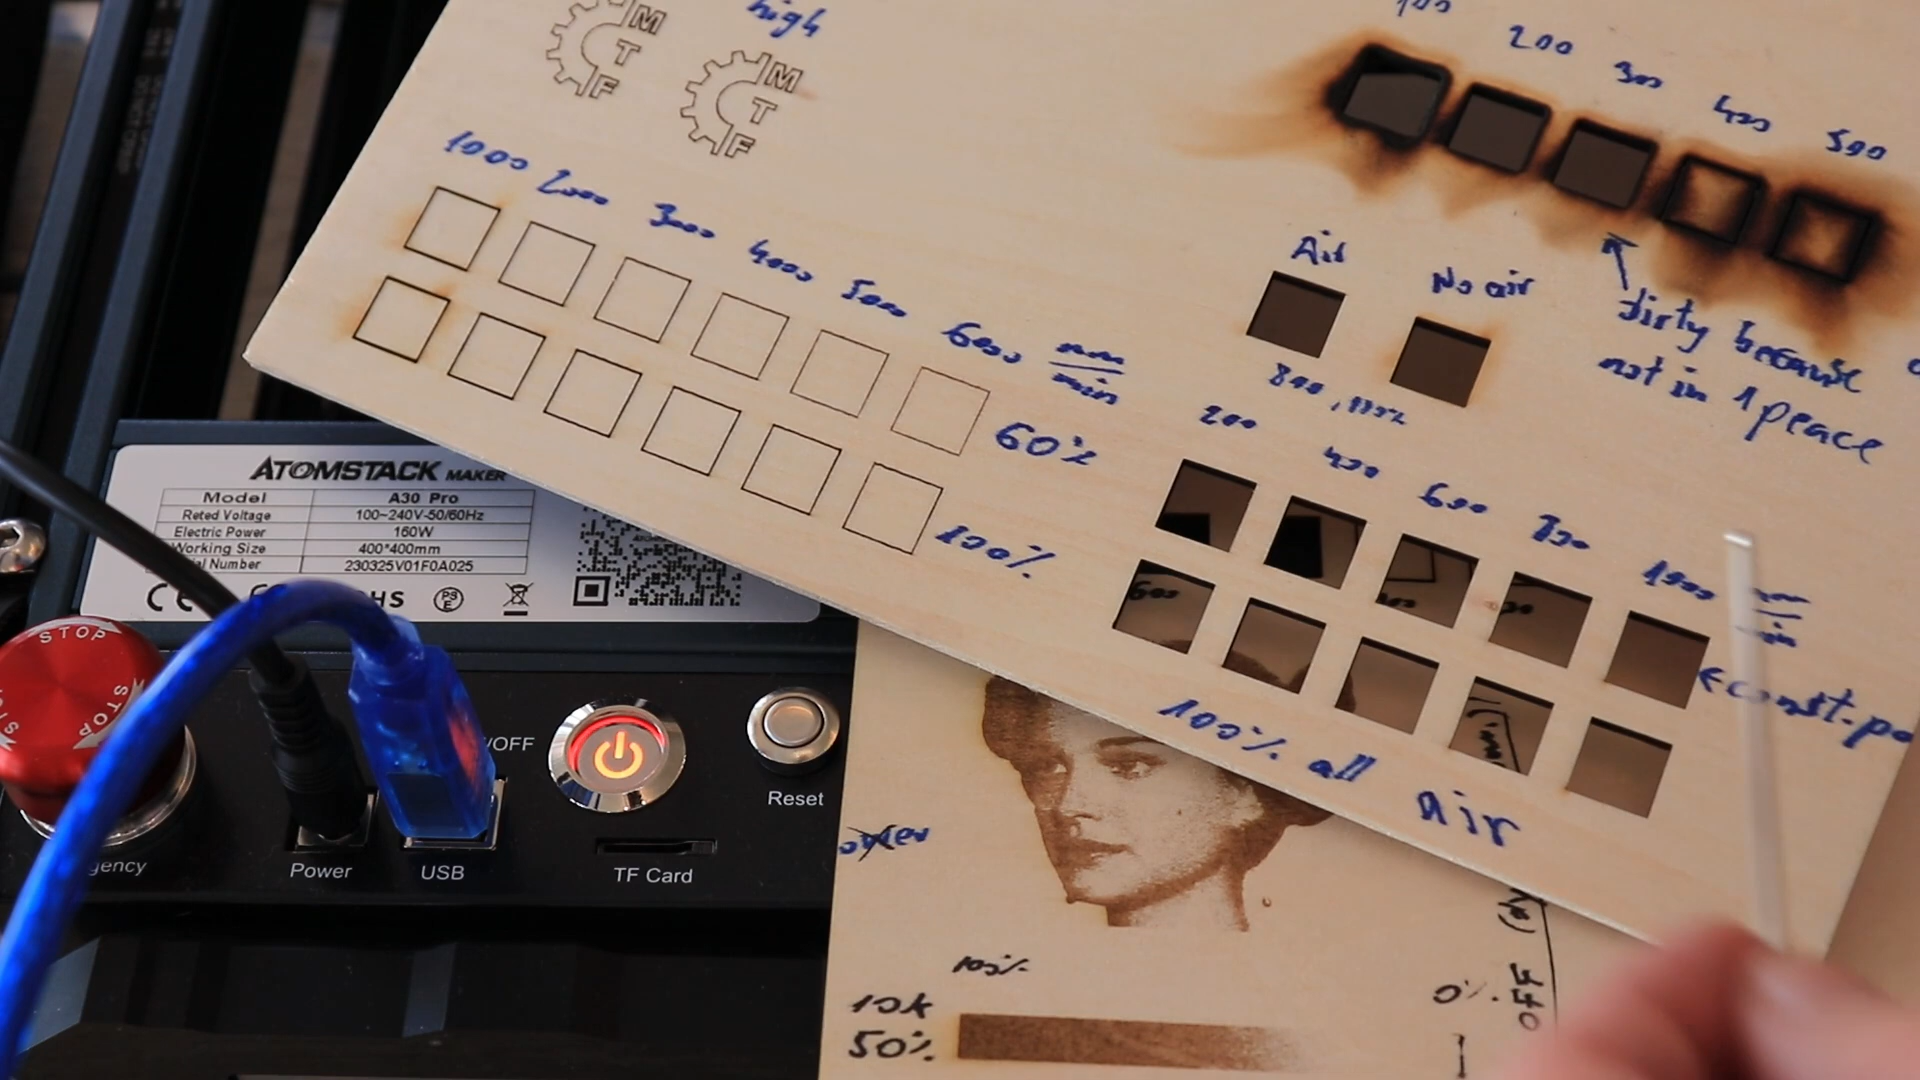 high
M
T
F
M
T
F
100
200
300
400
500
1000
2000
3000
4000
5000
6000 mm
min
60%
100%
Air
No air
800, 100%
dirty because
not in 1 peace
200
400
600
800
1000 mm
min
100% all
Air
ATOMSTACK MAKER
Model A30 Pro
Reted Voltage 100~240V-50/60Hz
Electric Power 160W
Working Size 400*400mm
230325V01F0A025
STOP
STOP
/OFF
Reset
Power
USB
TF Card
600
100%
10k
50%
0%
OFF